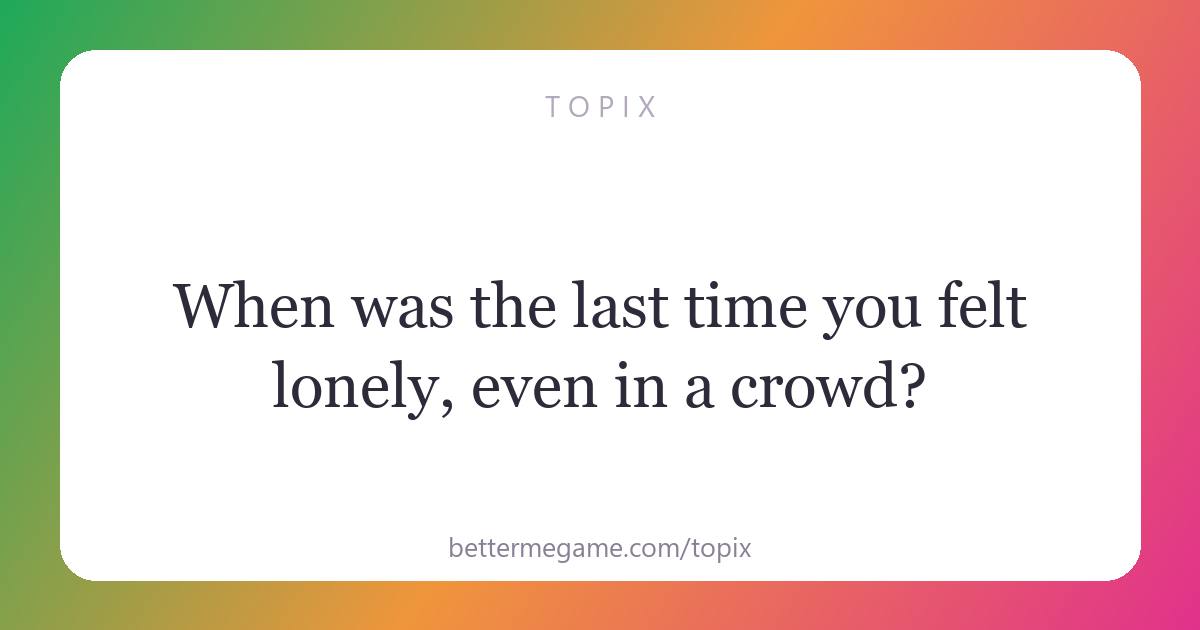 TOPIX
When was the last time you felt
lonely, even in a crowd?
bettermegame.com/topix